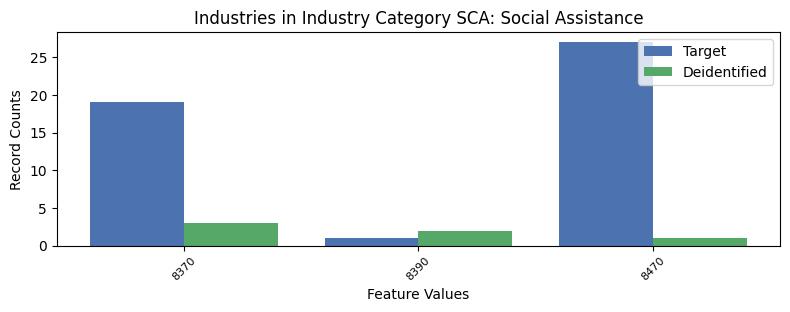 Industries in Industry Category SCA: Social Assistance
Target
Deidentified
Record Counts
25
20
15
10
5
0
8370
8390
8470
Feature Values